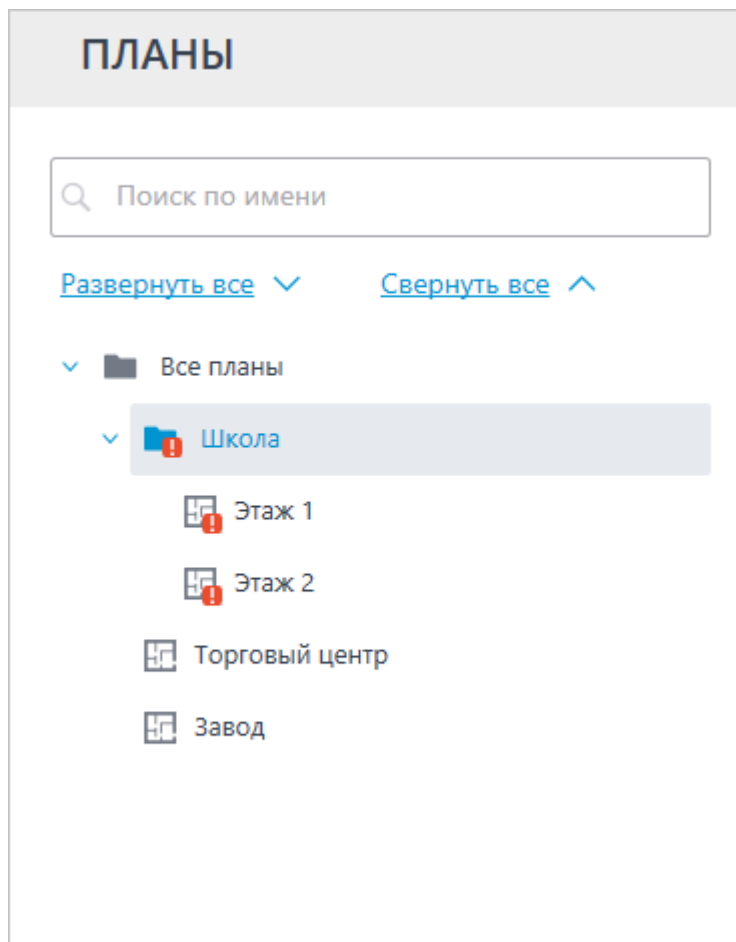 ПЛАНЫ
Поиск по имени
Развернуть все Свернуть все
Все планы
Школа
Этаж 1
Этаж 2
Торговый центр
Завод